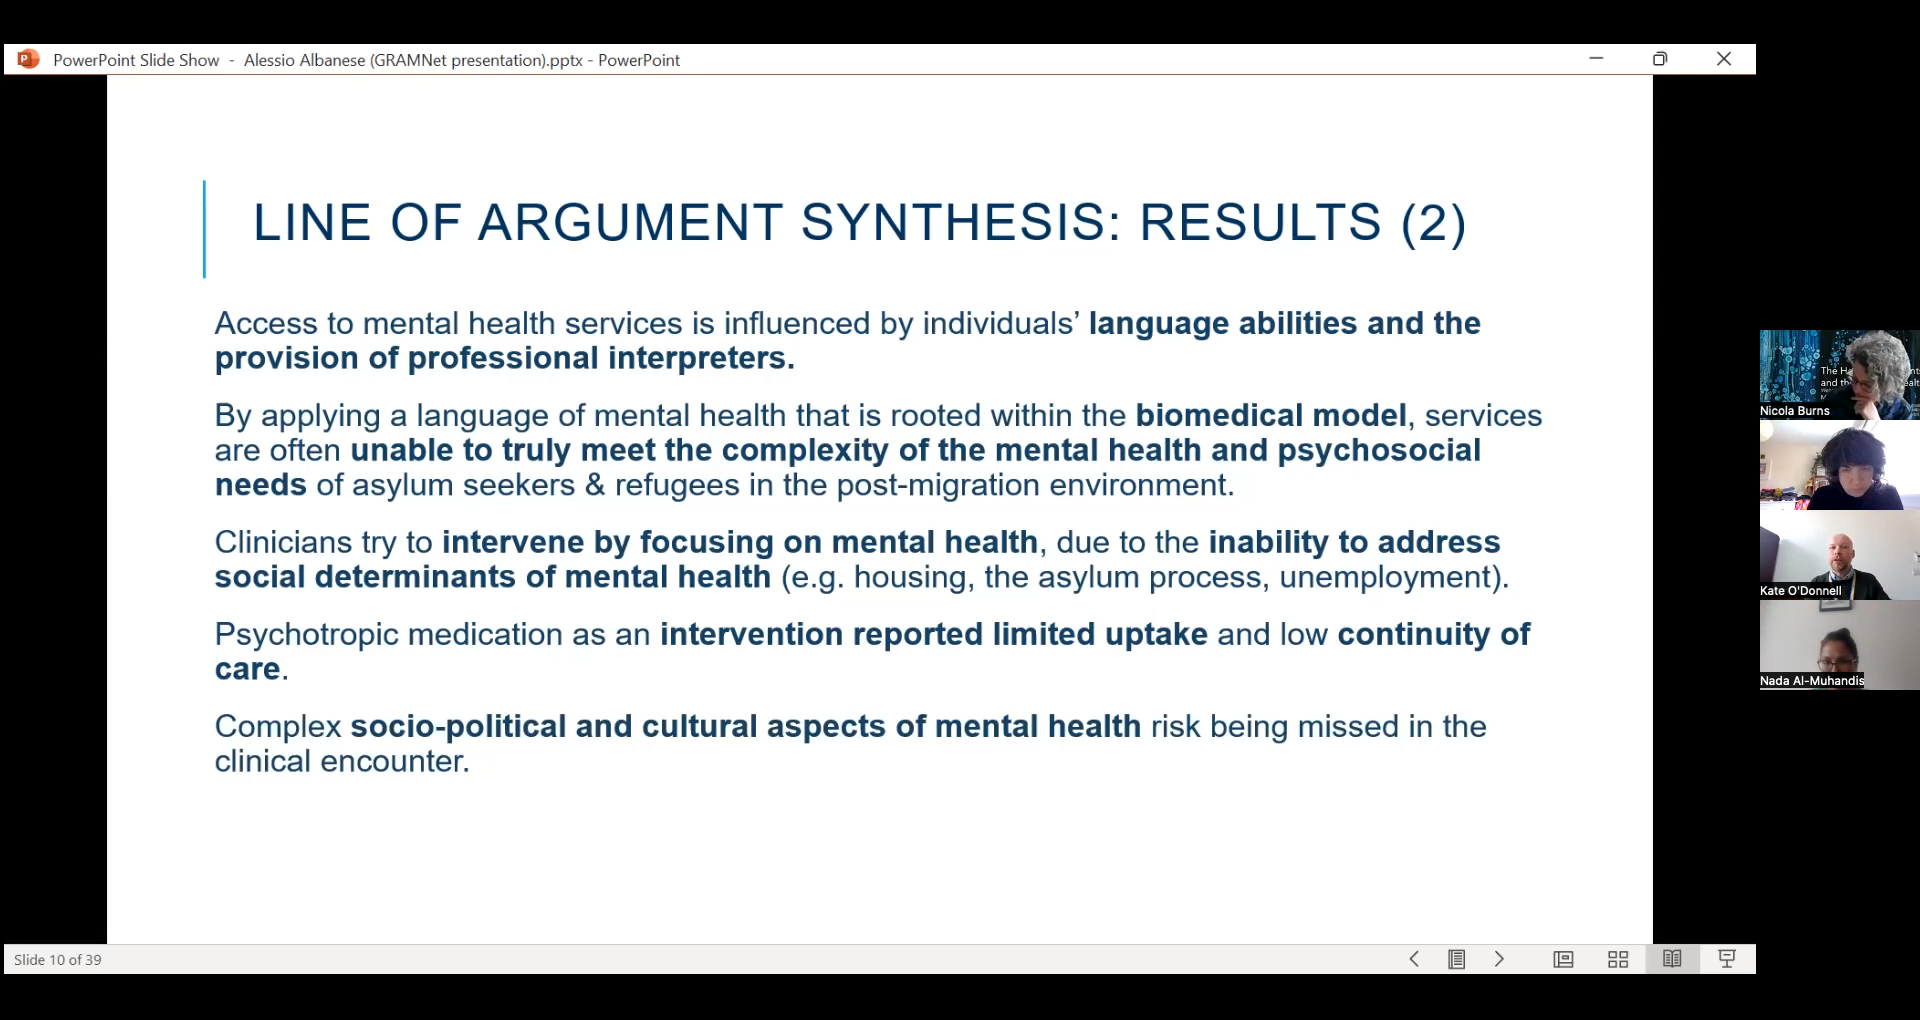 PowerPoint Slide Show - Alessio Albanese (GRAMNet presentation).pptx - PowerPoint
LINE OF ARGUMENT SYNTHESIS: RESULTS (2)
Access to mental health services is influenced by individuals’ language abilities and the
provision of professional interpreters.
By applying a language of mental health that is rooted within the biomedical model, services
are often unable to truly meet the complexity of the mental health and psychosocial
needs of asylum seekers & refugees in the post-migration environment.
Clinicians try to intervene by focusing on mental health, due to the inability to address
social determinants of mental health (e.g. housing, the asylum process, unemployment).
Psychotropic medication as an intervention reported limited uptake and low continuity of
care.
Complex socio-political and cultural aspects of mental health risk being missed in the
clinical encounter.
The
and
Nicola Burns
Kate O'Donnell
Nada Al-Muhandis
Slide 10 of 39